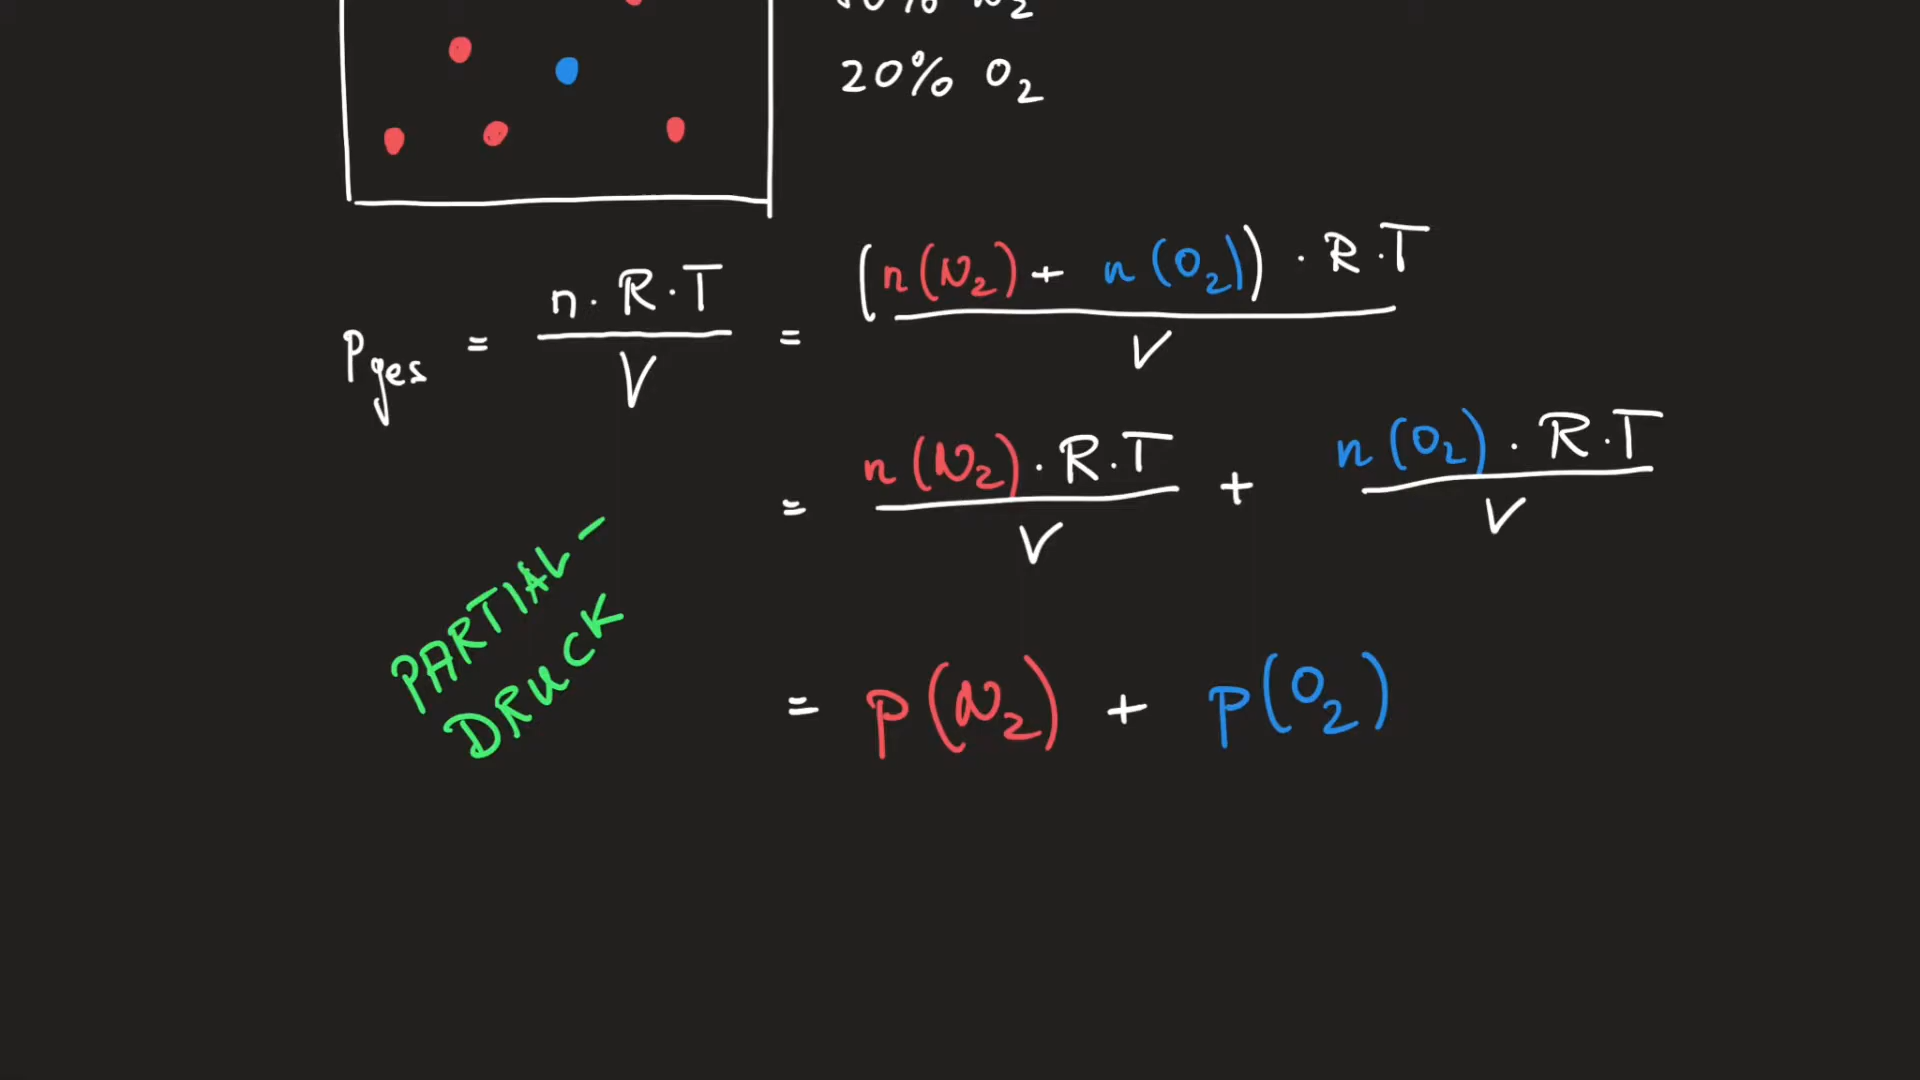 20% O₂
p_ges = n · R · T / V = (n(N₂) + n(O₂)) · R · T / V
= n(N₂) · R · T / V + n(O₂) · R · T / V
PARTIAL-
DRUCK
= p(N₂) + p(O₂)